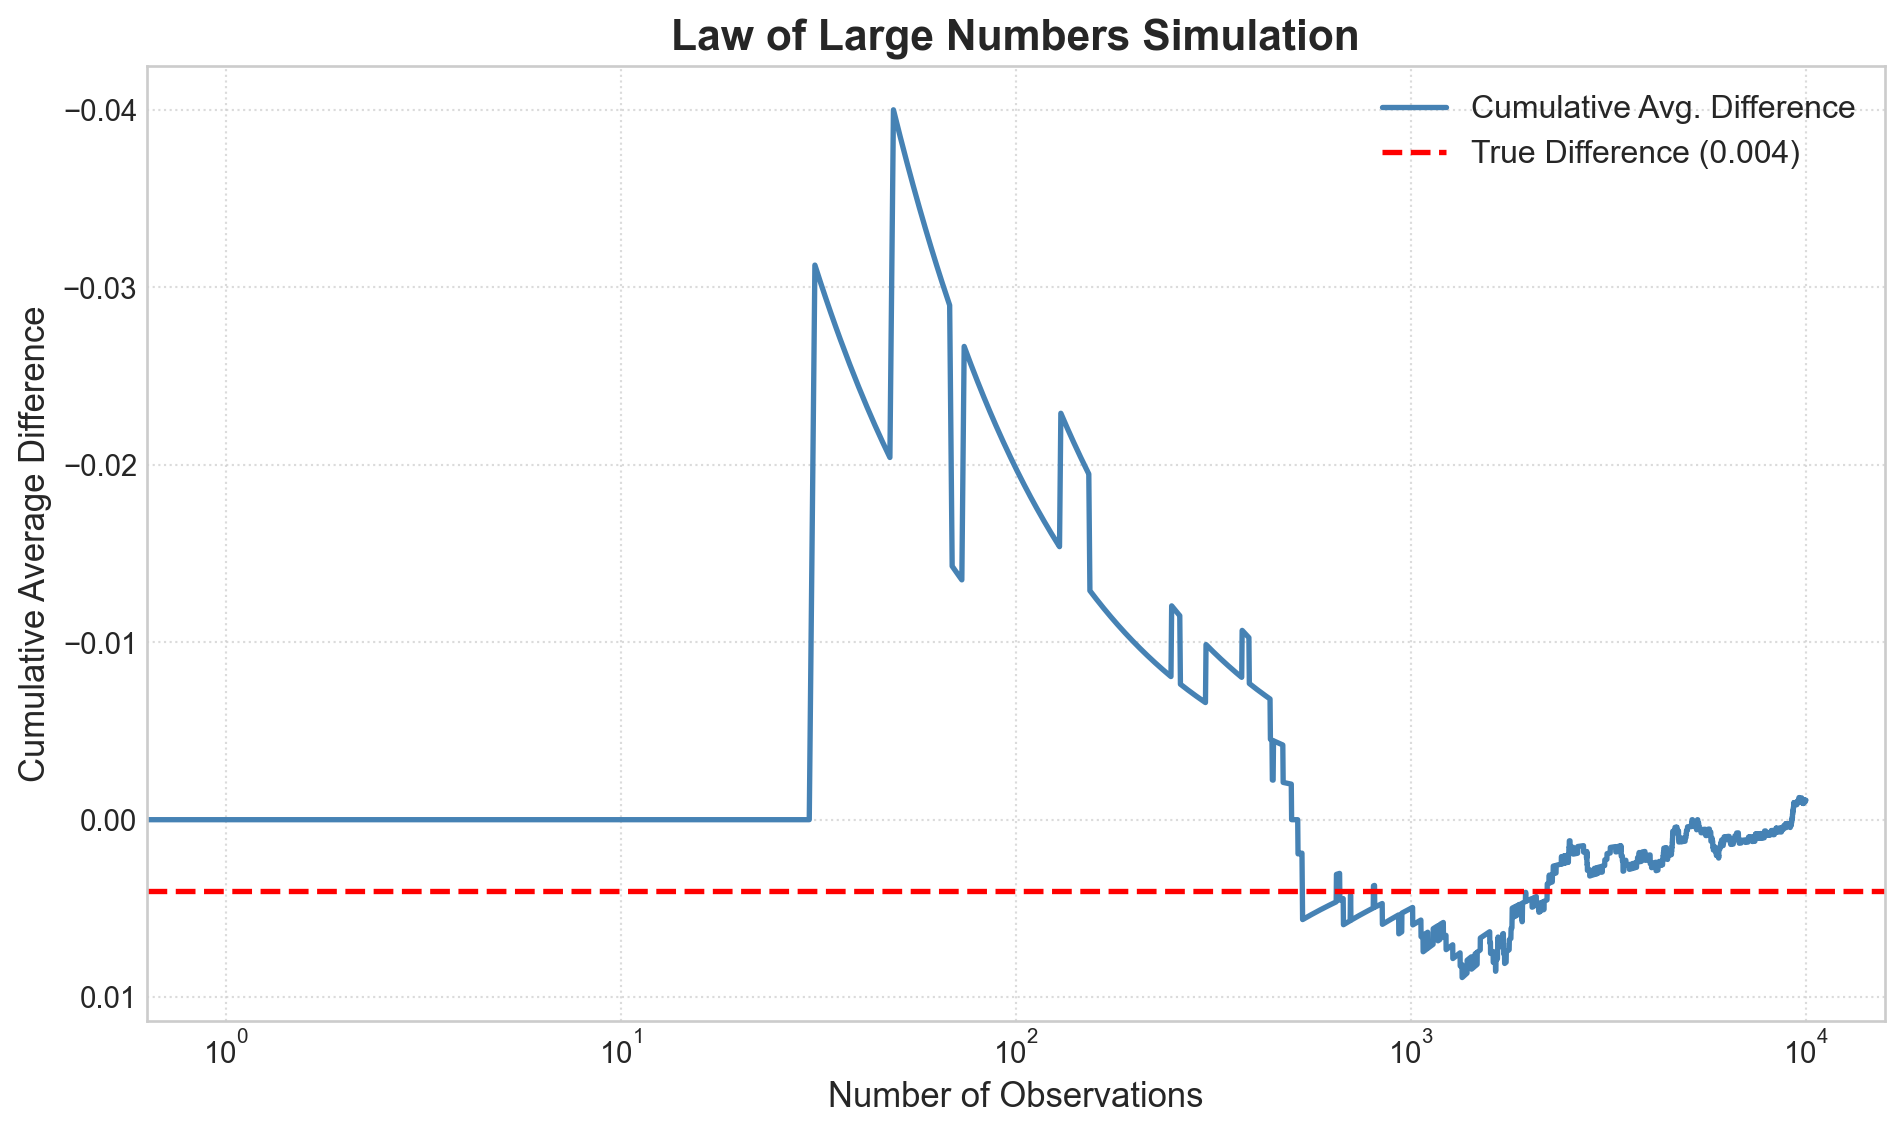 Law of Large Numbers Simulation
Cumulative Avg. Difference
True Difference (0.004)
Cumulative Average Difference
−0.04
−0.03
−0.02
−0.01
0.00
0.01
10⁰ 10¹ 10² 10³ 10⁴
Number of Observations